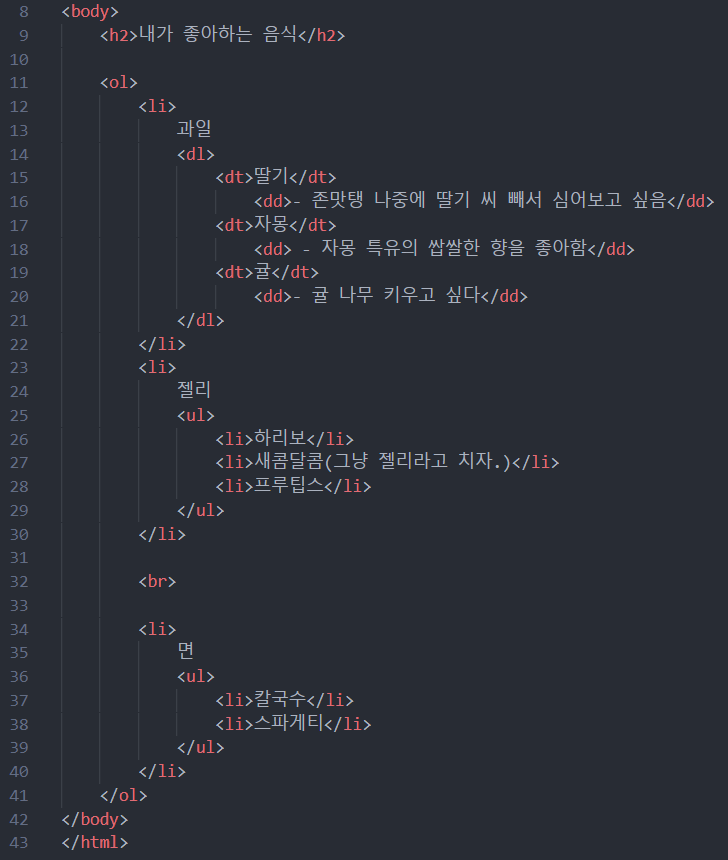 8 <body>
9 <h2>내가 좋아하는 음식</h2>
10
11 <ol>
12 <li>
13 과일
14 <dl>
15 <dt>딸기</dt>
16 <dd>- 존맛탱 나중에 딸기 씨 빼서 심어보고 싶음</dd>
17 <dt>자몽</dt>
18 <dd> - 자몽 특유의 쌉쌀한 향을 좋아함</dd>
19 <dt>귤</dt>
20 <dd>- 귤 나무 키우고 싶다</dd>
21 </dl>
22 </li>
23 <li>
24 젤리
25 <ul>
26 <li>하리보</li>
27 <li>새콤달콤(그냥 젤리라고 치자.)</li>
28 <li>프루팁스</li>
29 </ul>
30 </li>
31
32 <br>
33
34 <li>
35 면
36 <ul>
37 <li>칼국수</li>
38 <li>스파게티</li>
39 </ul>
40 </li>
41 </ol>
42 </body>
43 </html>